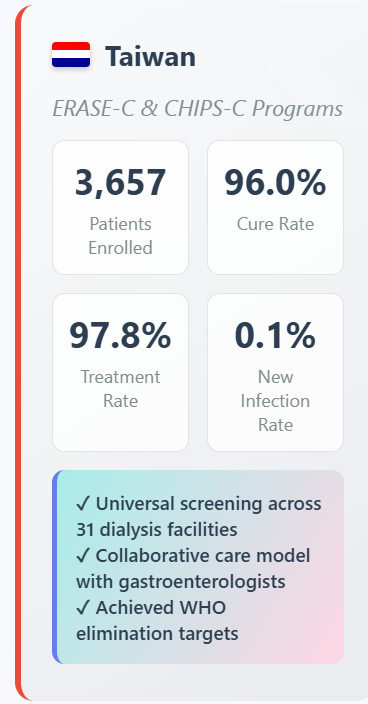 Taiwan
ERASE-C & CHIPS-C Programs
3,657
Patients
Enrolled
96.0%
Cure Rate
97.8%
Treatment
Rate
0.1%
New
Infection
Rate
✓ Universal screening across
31 dialysis facilities
✓ Collaborative care model
with gastroenterologists
✓ Achieved WHO
elimination targets